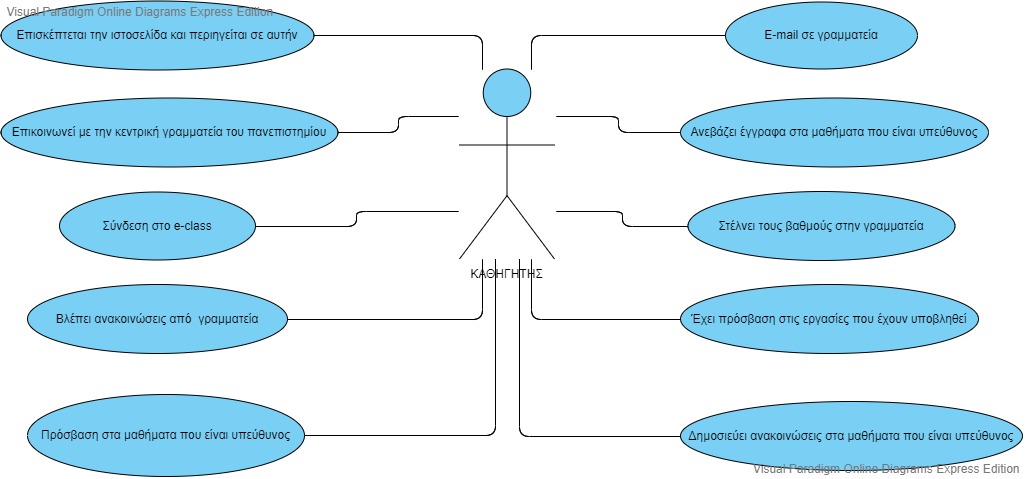 Visual Paradigm Online Diagrams Express Edition
Επισκέπτεται την ιστοσελίδα και περιηγείται σε αυτήν
E-mail σε γραμματεία
Επικοινωνεί με την κεντρική γραμματεία του πανεπιστημίου
Ανεβάζει έγγραφα στα μαθήματα που είναι υπεύθυνος
Σύνδεση στο e-class
Στέλνει τους βαθμούς στην γραμματεία
ΚΑΘΗΓΗΤΗΣ
Βλέπει ανακοινώσεις από  γραμματεία
Έχει πρόσβαση στις εργασίες που έχουν υποβληθεί
Πρόσβαση στα μαθήματα που είναι υπεύθυνος
Δημοσιεύει ανακοινώσεις στα μαθήματα που είναι υπεύθυνος
Visual Paradigm Online Diagrams Express Edition